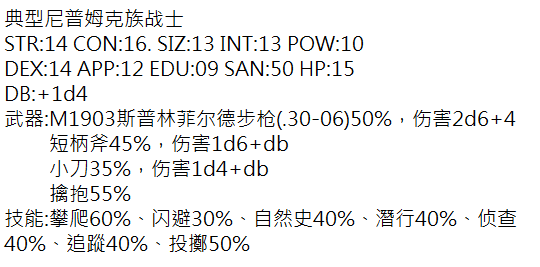 典型尼普姆克族战士
STR:14 CON:16. SIZ:13 INT:13 POW:10
DEX:14 APP:12 EDU:09 SAN:50 HP:15
DB:+1d4
武器:M1903斯普林菲尔德步枪(.30-06)50%，伤害2d6+4
短柄斧45%，伤害1d6+db
小刀35%，伤害1d4+db
擒抱55%
技能:攀爬60%、闪避30%、自然史40%、潛行40%、侦查
40%、追蹤40%、投擲50%